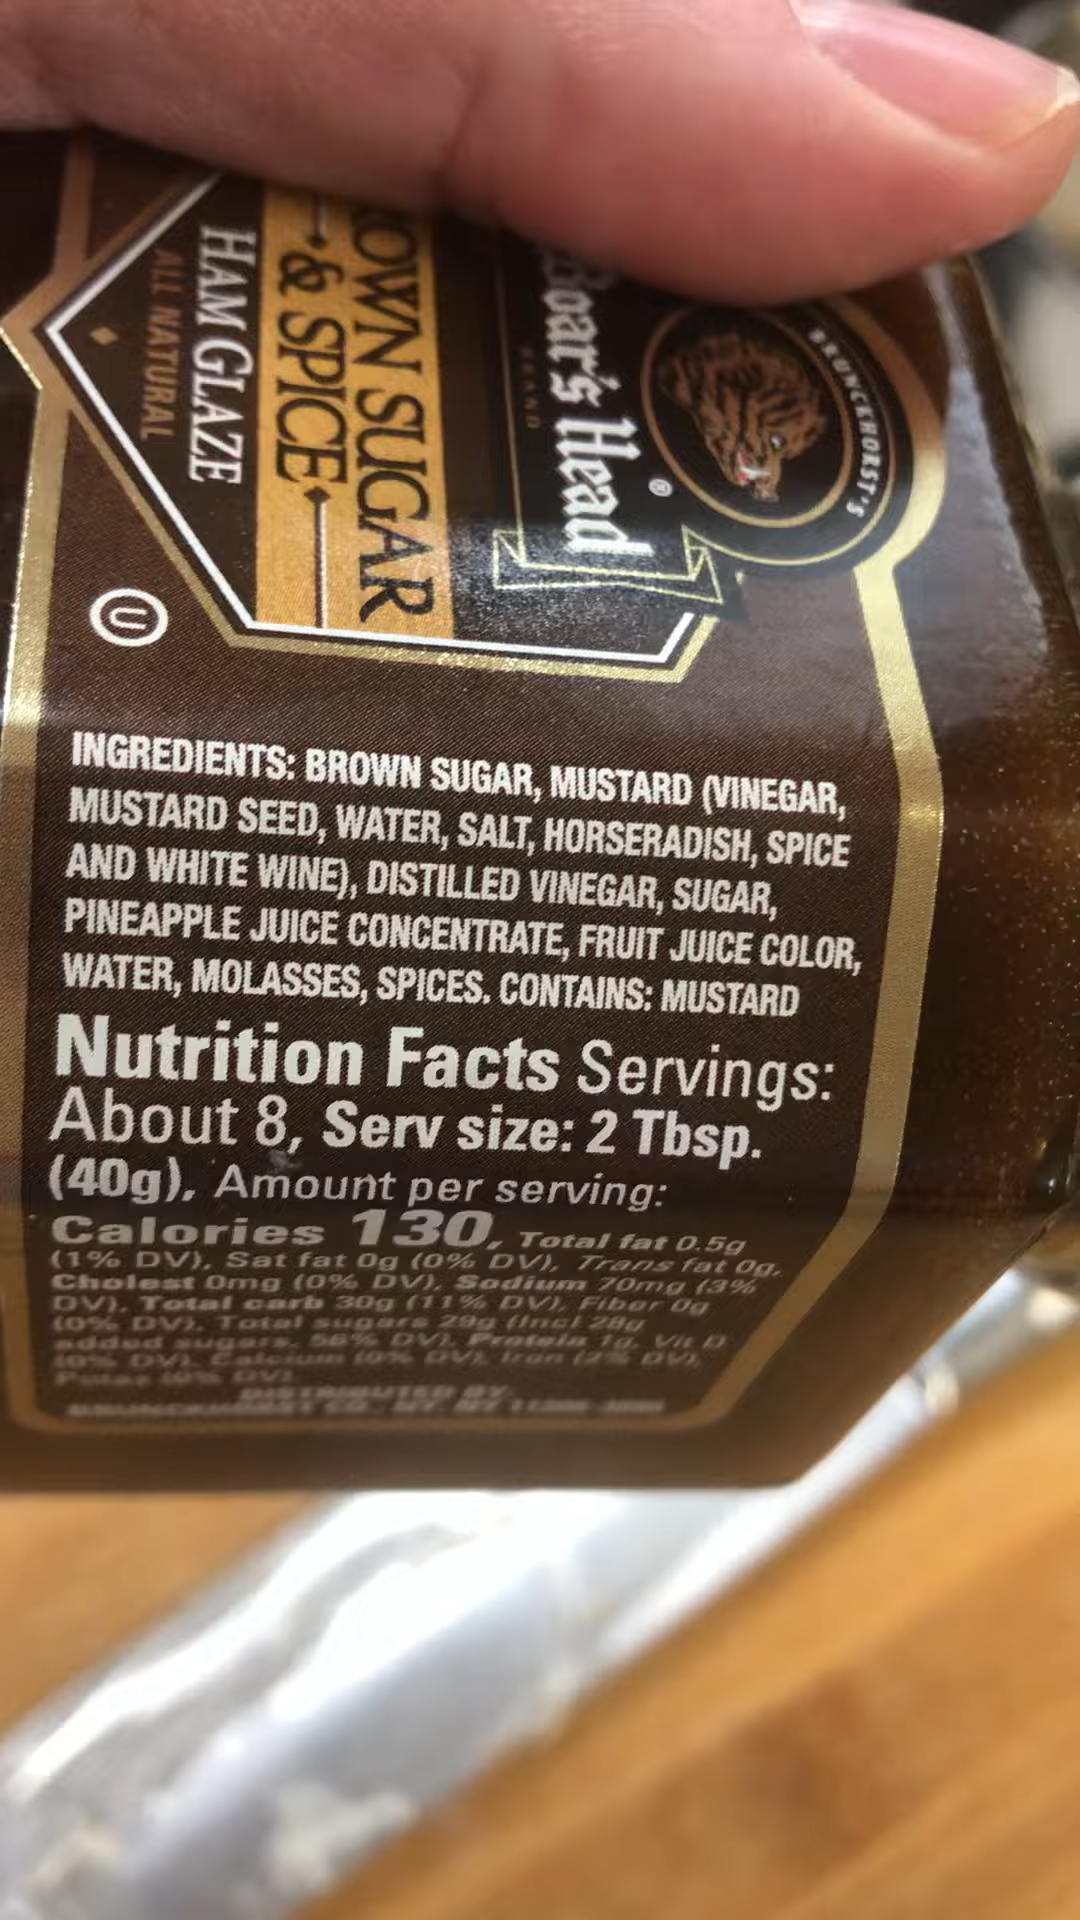 BRUNCKHORST'S
Boar's Head®
BRAND
OWN SUGAR
& SPICE
HAM GLAZE
ALL NATURAL
U
INGREDIENTS: BROWN SUGAR, MUSTARD (VINEGAR,
MUSTARD SEED, WATER, SALT, HORSERADISH, SPICE
AND WHITE WINE), DISTILLED VINEGAR, SUGAR,
PINEAPPLE JUICE CONCENTRATE, FRUIT JUICE COLOR,
WATER, MOLASSES, SPICES. CONTAINS: MUSTARD
Nutrition Facts Servings:
About 8, Serv size: 2 Tbsp.
(40g), Amount per serving:
Calories 130, Total fat 0.5g
(1% DV), Sat fat 0g (0% DV), Trans fat 0g,
Cholest 0mg (0% DV), Sodium 70mg (3%
DV), Total carb 30g (11% DV), Fiber 0g
(0% DV), Total sugars 29g (Incl 28g
added sugars, 56% DV), Protein 1g, Vit D
(0% DV), Calcium (0% DV), Iron (2% DV),
Potas (0% DV).
DISTRIBUTED BY:
BRUNCKHORST CO., NY, NY